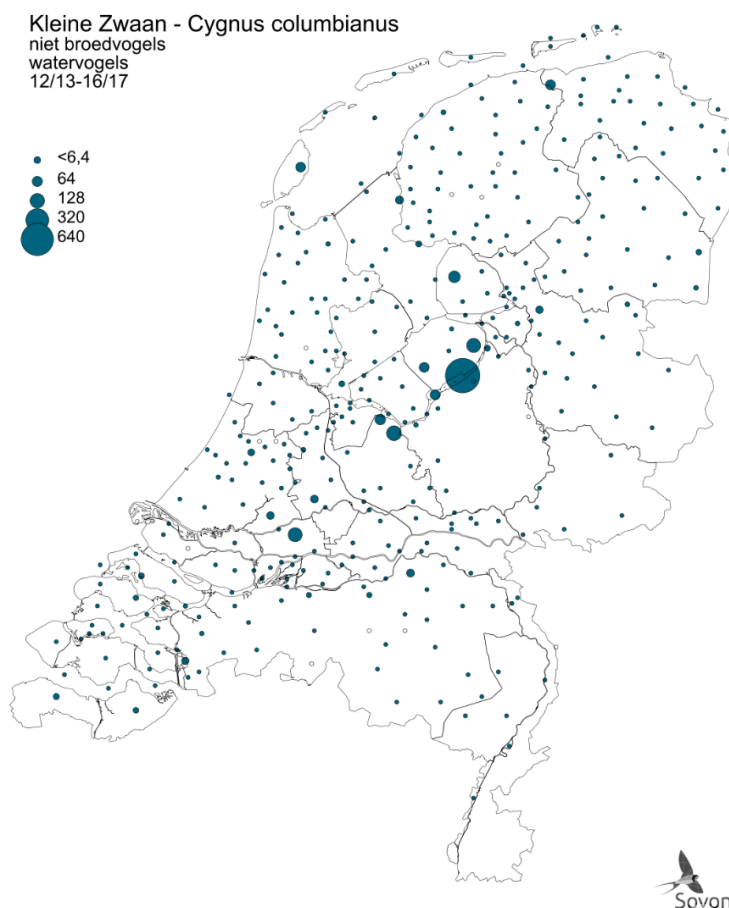 Kleine Zwaan - Cygnus columbianus
niet broedvogels
watervogels
12/13-16/17
<6,4
64
128
320
640
Sovon